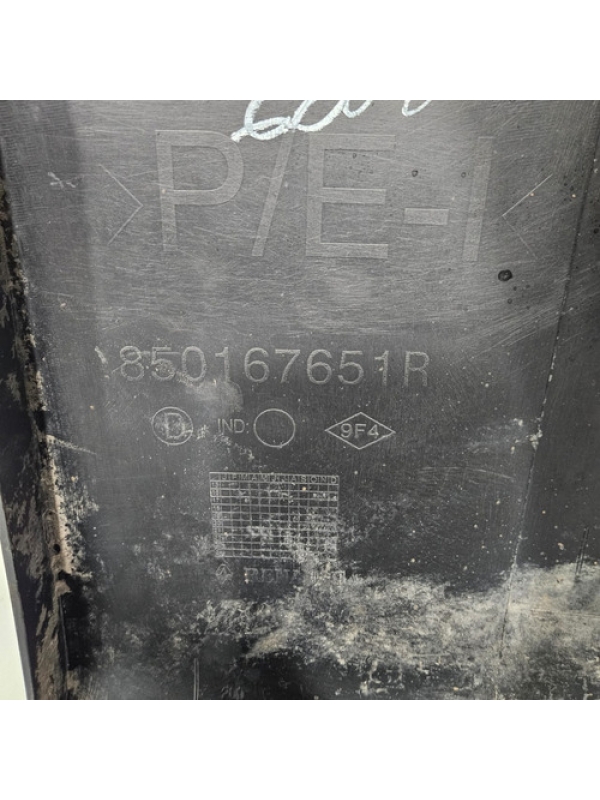 >P/E-I<
850167651R
D IND: 9F4
J F M A M J J A S O N D